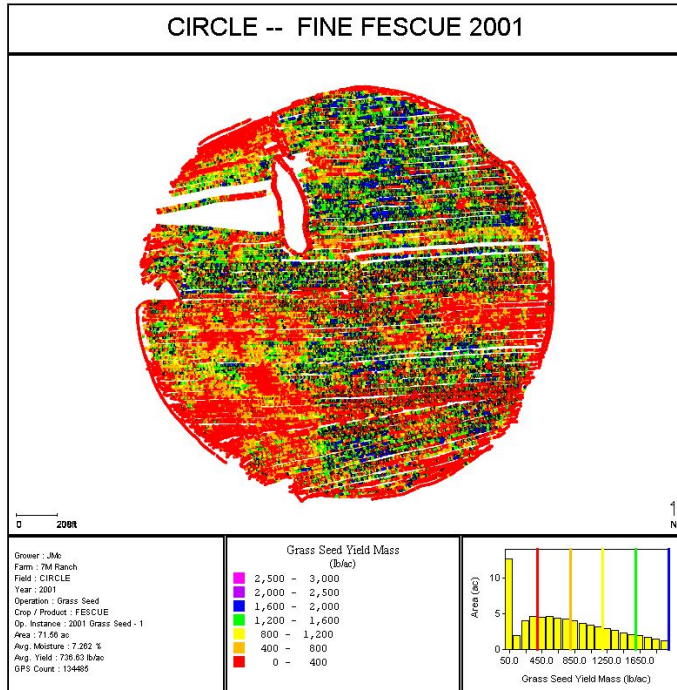 CIRCLE -- FINE FESCUE 2001
0 208ft
N
Grower : JMc
Farm : 7M Ranch
Field : CIRCLE
Year : 2001
Operation : Grass Seed
Crop / Product : FESCUE
Op. Instance : 2001 Grass Seed - 1
Area : 71.56 ac
Avg. Moisture : 7.262 %
Avg. Yield : 736.63 lb/ac
GPS Count : 134485
Grass Seed Yield Mass
(lb/ac)
2,500 - 3,000
2,000 - 2,500
1,600 - 2,000
1,200 - 1,600
800 - 1,200
400 - 800
0 - 400
Area (ac)
10
5
0
50.0 450.0 850.0 1250.0 1650.0
Grass Seed Yield Mass (lb/ac)